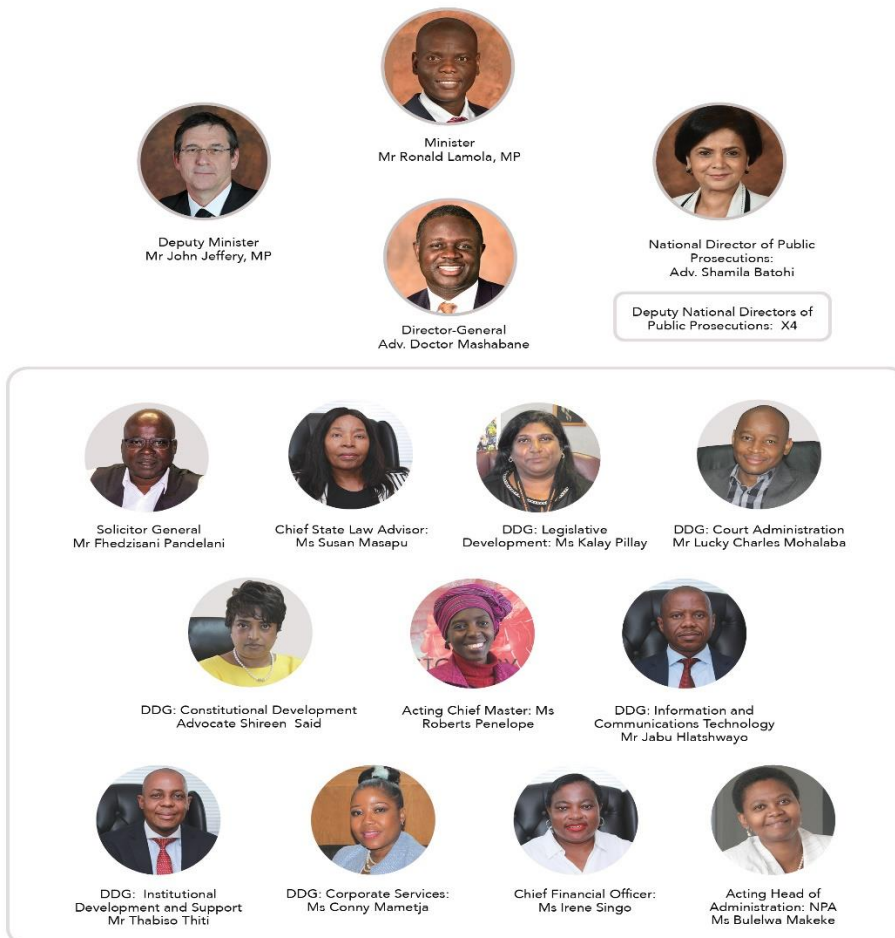 Minister
Mr Ronald Lamola, MP
Deputy Minister
Mr John Jeffery, MP
National Director of Public
Prosecutions:
Adv. Shamila Batohi
Director-General
Adv. Doctor Mashabane
Deputy National Directors of
Public Prosecutions: X4
Solicitor General
Mr Fhedzisani Pandelani
Chief State Law Advisor:
Ms Susan Masapu
DDG: Legislative
Development: Ms Kalay Pillay
DDG: Court Administration
Mr Lucky Charles Mohalaba
DDG: Constitutional Development
Advocate Shireen Said
Acting Chief Master: Ms
Roberts Penelope
DDG: Information and
Communications Technology
Mr Jabu Hlatshwayo
DDG: Institutional
Development and Support
Mr Thabiso Thiti
DDG: Corporate Services:
Ms Conny Mametja
Chief Financial Officer:
Ms Irene Singo
Acting Head of
Administration: NPA
Ms Bulelwa Makeke